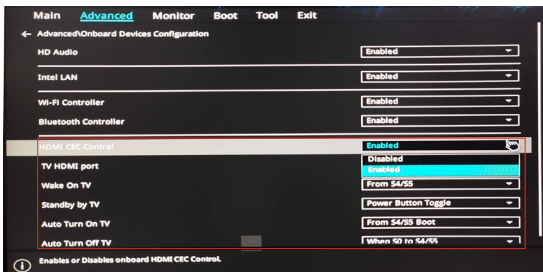 Main Advanced Monitor Boot Tool Exit
← Advanced\Onboard Devices Configuration
HD Audio Enabled
Intel LAN Enabled
Wi-Fi Controller Enabled
Bluetooth Controller Enabled
HDMI CEC Control Enabled
Disabled
TV HDMI port Enabled
Wake On TV From S4/S5
Standby by TV Power Button Toggle
Auto Turn On TV From S4/S5 Boot
Auto Turn Off TV When S0 to S4/S5
Enables or Disables onboard HDMI CEC Control.